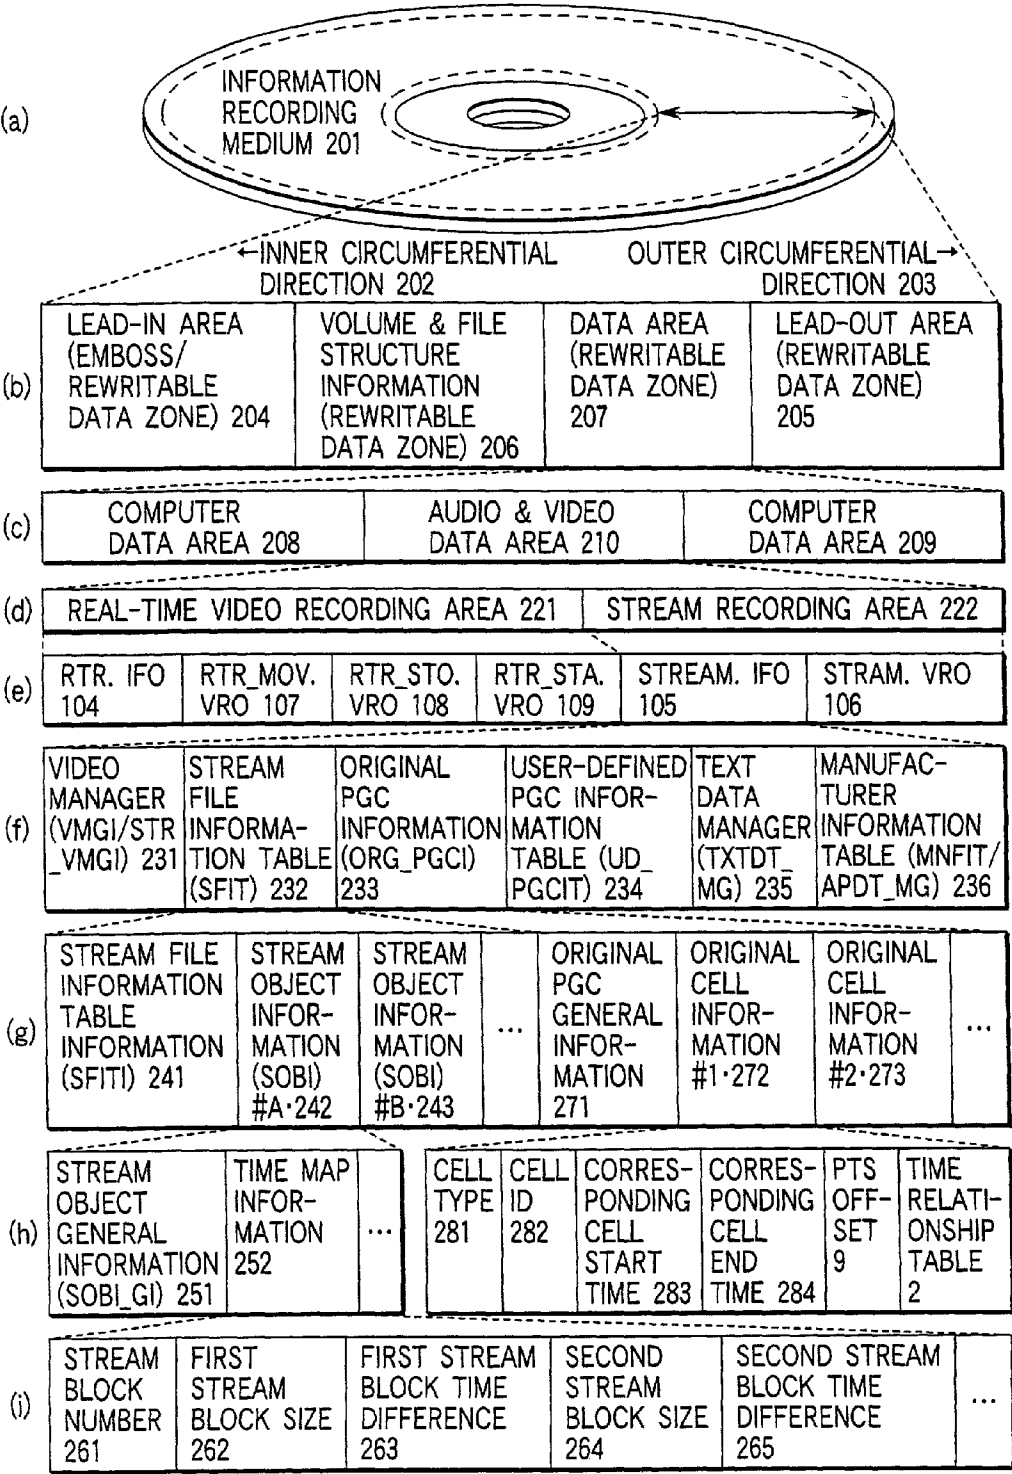 (a)
INFORMATION
RECORDING
MEDIUM 201
←INNER CIRCUMFERENTIAL
DIRECTION 202
OUTER CIRCUMFERENTIAL→
DIRECTION 203
(b)
LEAD-IN AREA
(EMBOSS/
REWRITABLE
DATA ZONE) 204
VOLUME & FILE
STRUCTURE
INFORMATION
(REWRITABLE
DATA ZONE) 206
DATA AREA
(REWRITABLE
DATA ZONE)
207
LEAD-OUT AREA
(REWRITABLE
DATA ZONE)
205
(c)
COMPUTER
DATA AREA 208
AUDIO & VIDEO
DATA AREA 210
COMPUTER
DATA AREA 209
(d)
REAL-TIME VIDEO RECORDING AREA 221
STREAM RECORDING AREA 222
(e)
RTR. IFO
104
RTR_MOV.
VRO 107
RTR_STO.
VRO 108
RTR_STA.
VRO 109
STREAM. IFO
105
STRAM. VRO
106
(f)
VIDEO
MANAGER
(VMGI/STR
_VMGI) 231
STREAM
FILE
INFORMA-
TION TABLE
(SFIT) 232
ORIGINAL
PGC
INFORMATION
(ORG_PGCI)
233
USER-DEFINED
PGC INFOR-
MATION
TABLE (UD_
PGCIT) 234
TEXT
DATA
MANAGER
(TXTDT_
MG) 235
MANUFAC-
TURER
INFORMATION
TABLE (MNFIT/
APDT_MG) 236
(g)
STREAM FILE
INFORMATION
TABLE
INFORMATION
(SFITI) 241
STREAM
OBJECT
INFOR-
MATION
(SOBI)
#A·242
STREAM
OBJECT
INFOR-
MATION
(SOBI)
#B·243
...
ORIGINAL
PGC
GENERAL
INFOR-
MATION
271
ORIGINAL
CELL
INFOR-
MATION
#1·272
ORIGINAL
CELL
INFOR-
MATION
#2·273
...
(h)
STREAM
OBJECT
GENERAL
INFORMATION
(SOBI_GI) 251
TIME MAP
INFOR-
MATION
252
...
CELL
TYPE
281
CELL
ID
282
CORRES-
PONDING
CELL
START
TIME 283
CORRES-
PONDING
CELL
END
TIME 284
PTS
OFF-
SET
9
TIME
RELATI-
ONSHIP
TABLE
2
(i)
STREAM
BLOCK
NUMBER
261
FIRST
STREAM
BLOCK SIZE
262
FIRST STREAM
BLOCK TIME
DIFFERENCE
263
SECOND
STREAM
BLOCK SIZE
264
SECOND STREAM
BLOCK TIME
DIFFERENCE
265
...